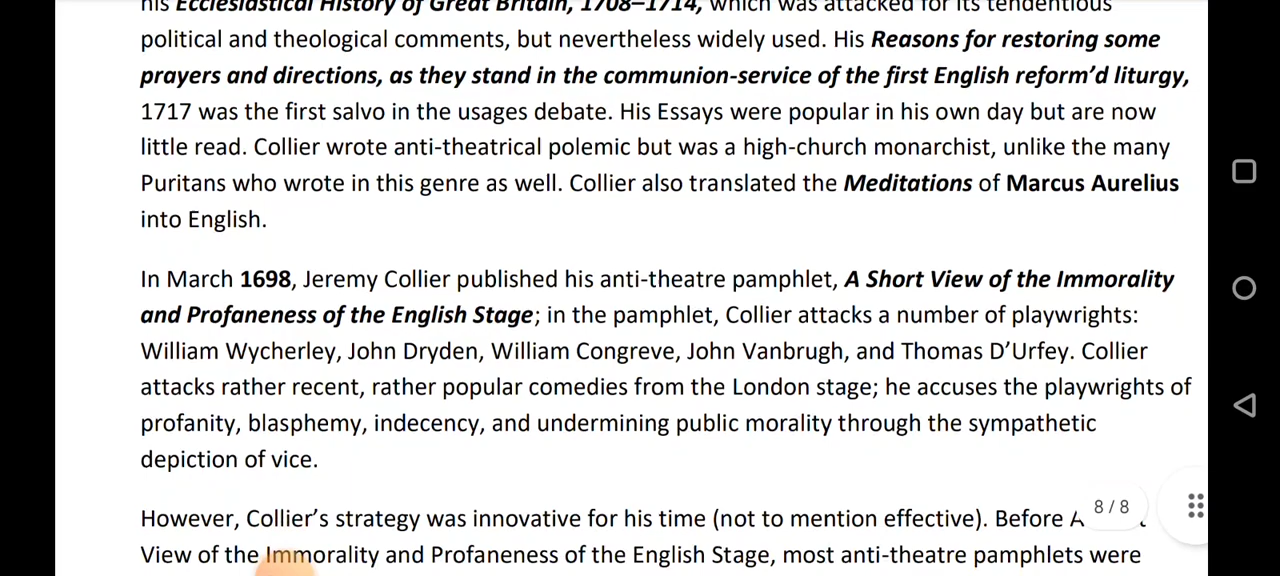 his Ecclesiastical History of Great Britain, 1708–1714, which was attacked for its tendentious
political and theological comments, but nevertheless widely used. His Reasons for restoring some
prayers and directions, as they stand in the communion-service of the first English reform’d liturgy,
1717 was the first salvo in the usages debate. His Essays were popular in his own day but are now
little read. Collier wrote anti-theatrical polemic but was a high-church monarchist, unlike the many
Puritans who wrote in this genre as well. Collier also translated the Meditations of Marcus Aurelius
into English.
In March 1698, Jeremy Collier published his anti-theatre pamphlet, A Short View of the Immorality
and Profaneness of the English Stage; in the pamphlet, Collier attacks a number of playwrights:
William Wycherley, John Dryden, William Congreve, John Vanbrugh, and Thomas D’Urfey. Collier
attacks rather recent, rather popular comedies from the London stage; he accuses the playwrights of
profanity, blasphemy, indecency, and undermining public morality through the sympathetic
depiction of vice.
However, Collier’s strategy was innovative for his time (not to mention effective). Before A
8 / 8
View of the Immorality and Profaneness of the English Stage, most anti-theatre pamphlets were